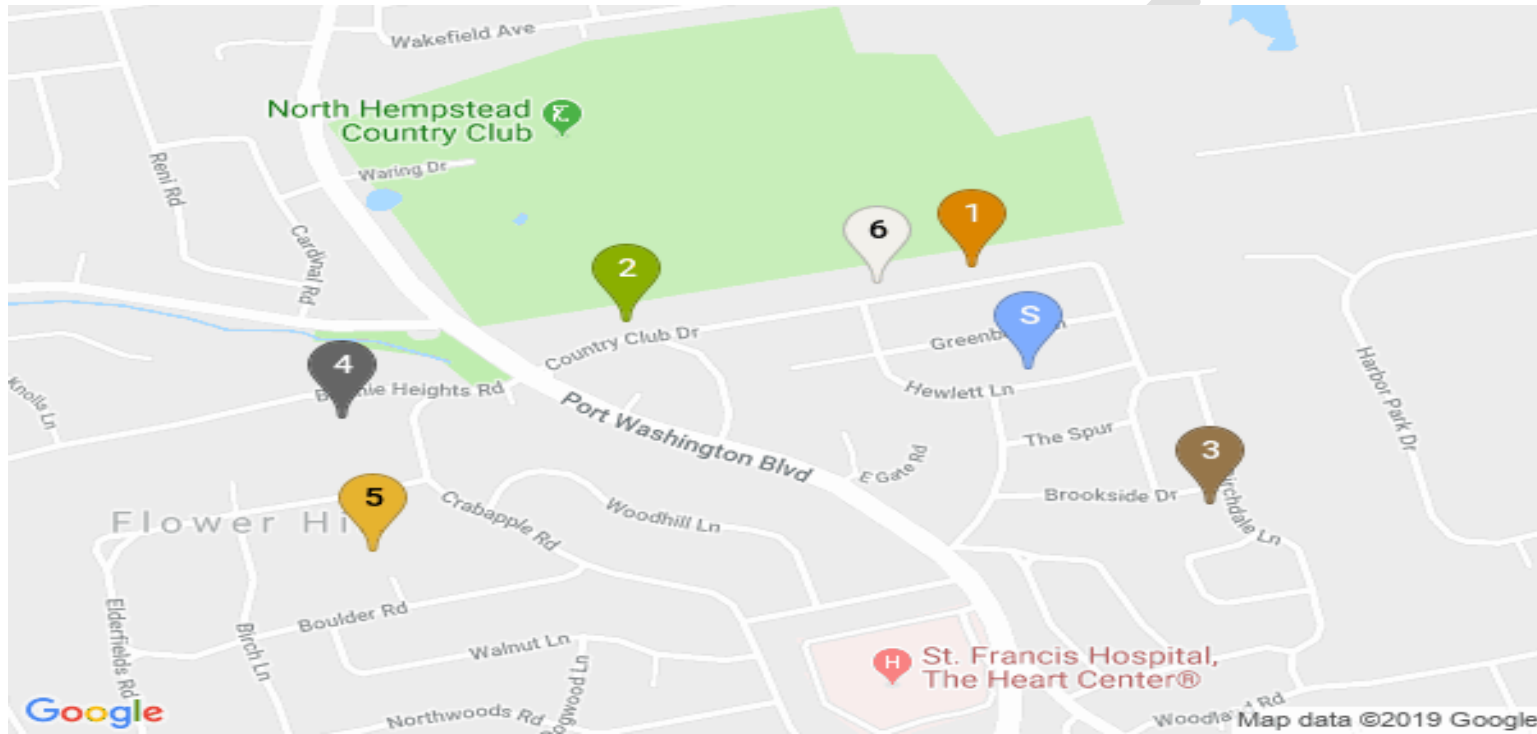 Wakefield Ave
North Hempstead
Country Club
Waring Dr
Reni Rd
Cardinal Rd
1
6
2
S
Country Club Dr
4
Heights Rd
Knolls Ln
Hewlett Ln
Port Washington Blvd
Harbor Park Dr
The Spur
3
E Gate Rd
Brookside Dr
5
Flower
Crabapple Rd
Woodhill Ln
Ln
Elderfields Rd
Birch Ln
Boulder Rd
Walnut Ln
H
St. Francis Hospital,
The Heart Center®
Google
Northwoods Rd
Rd
Map data ©2019 Google